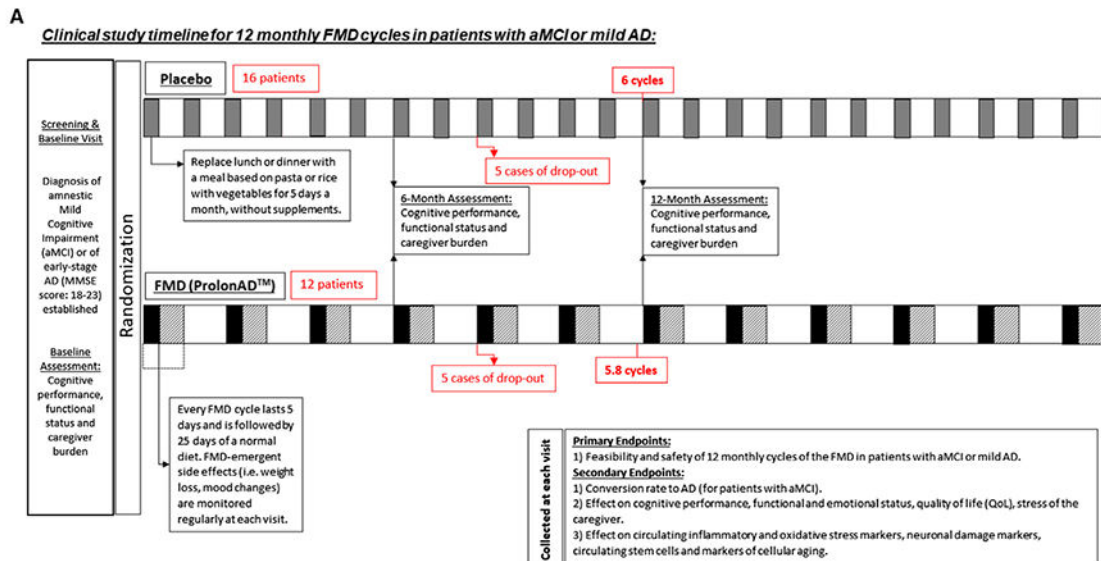 A
Clinical study timeline for 12 monthly FMD cycles in patients with aMCI or mild AD:
Placebo
16 patients
6 cycles
Screening &
Baseline Visit
Diagnosis of
amnestic
Mild
Cognitive
Impairment
(aMCI) or of
early-stage
AD (MMSE
score: 18-23)
established
Baseline
Assessment:
Cognitive
performance,
functional
status and
caregiver
burden
Randomization
Replace lunch or dinner with
a meal based on pasta or rice
with vegetables for 5 days a
month, without supplements.
5 cases of drop-out
6-Month Assessment:
Cognitive performance,
functional status and
caregiver burden
12-Month Assessment:
Cognitive performance,
functional status and
caregiver burden
FMD (ProlonAD™)
12 patients
5 cases of drop-out
5.8 cycles
Every FMD cycle lasts 5
days and is followed by
25 days of a normal
diet. FMD-emergent
side effects (i.e. weight
loss, mood changes)
are monitored
regularly at each visit.
Collected at each visit
Primary Endpoints:
1) Feasibility and safety of 12 monthly cycles of the FMD in patients with aMCI or mild AD.
Secondary Endpoints:
1) Conversion rate to AD (for patients with aMCI).
2) Effect on cognitive performance, functional and emotional status, quality of life (QoL), stress of the
caregiver.
3) Effect on circulating inflammatory and oxidative stress markers, neuronal damage markers,
circulating stem cells and markers of cellular aging.